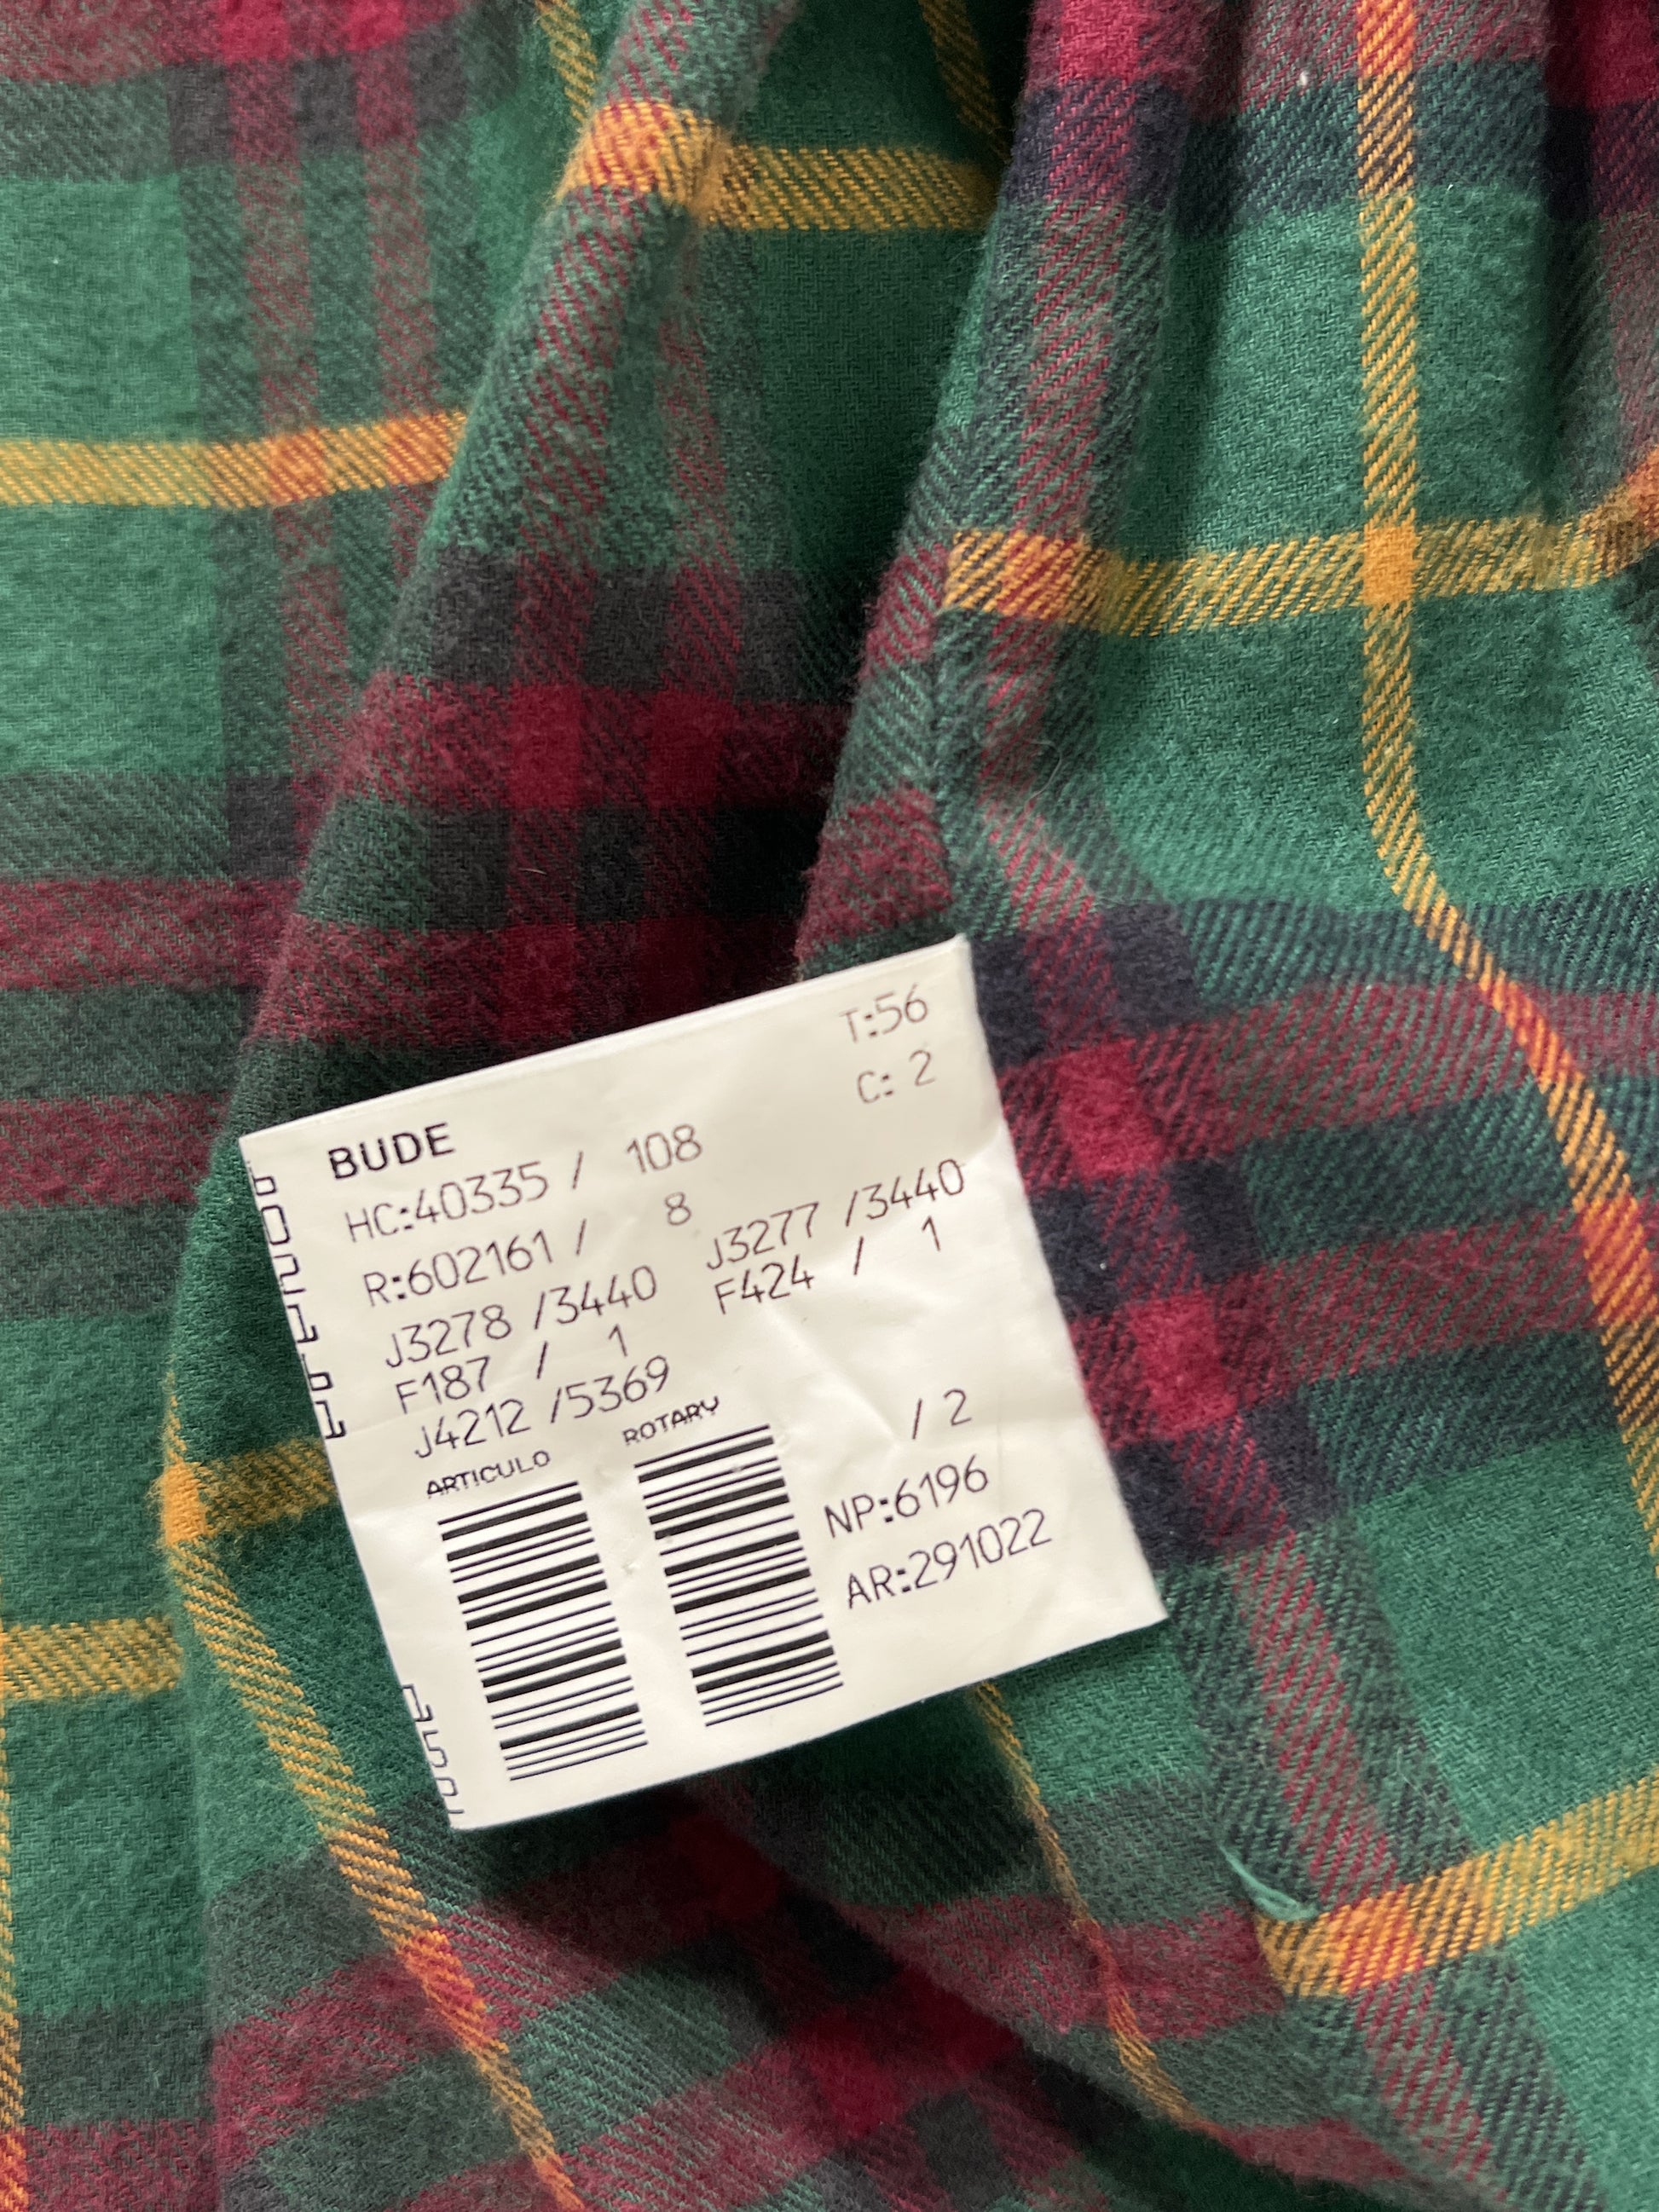 T:56
C: 2
BUDE
HC:40335 / 108
R:602161 / 8
J3278 /3440 J3277 /3440
F187 / 1 F424 / 1
J4212 /5369 / 2
ARTICULO ROTARY
NP:6196
AR:291022